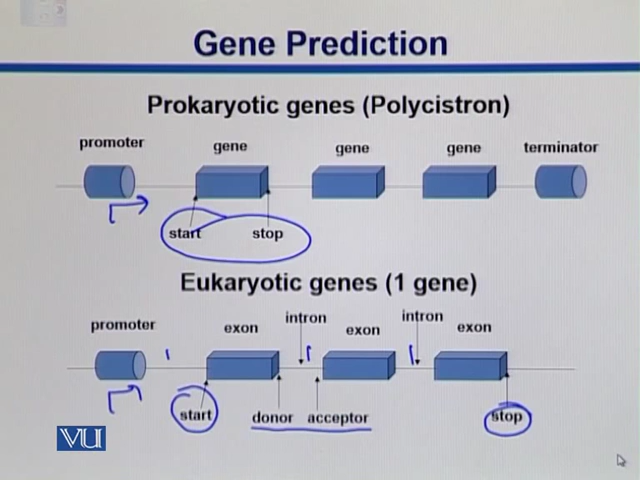 Gene Prediction
Prokaryotic genes (Polycistron)
promoter gene gene gene terminator
start stop
Eukaryotic genes (1 gene)
promoter exon intron exon intron exon
start donor acceptor stop
VU